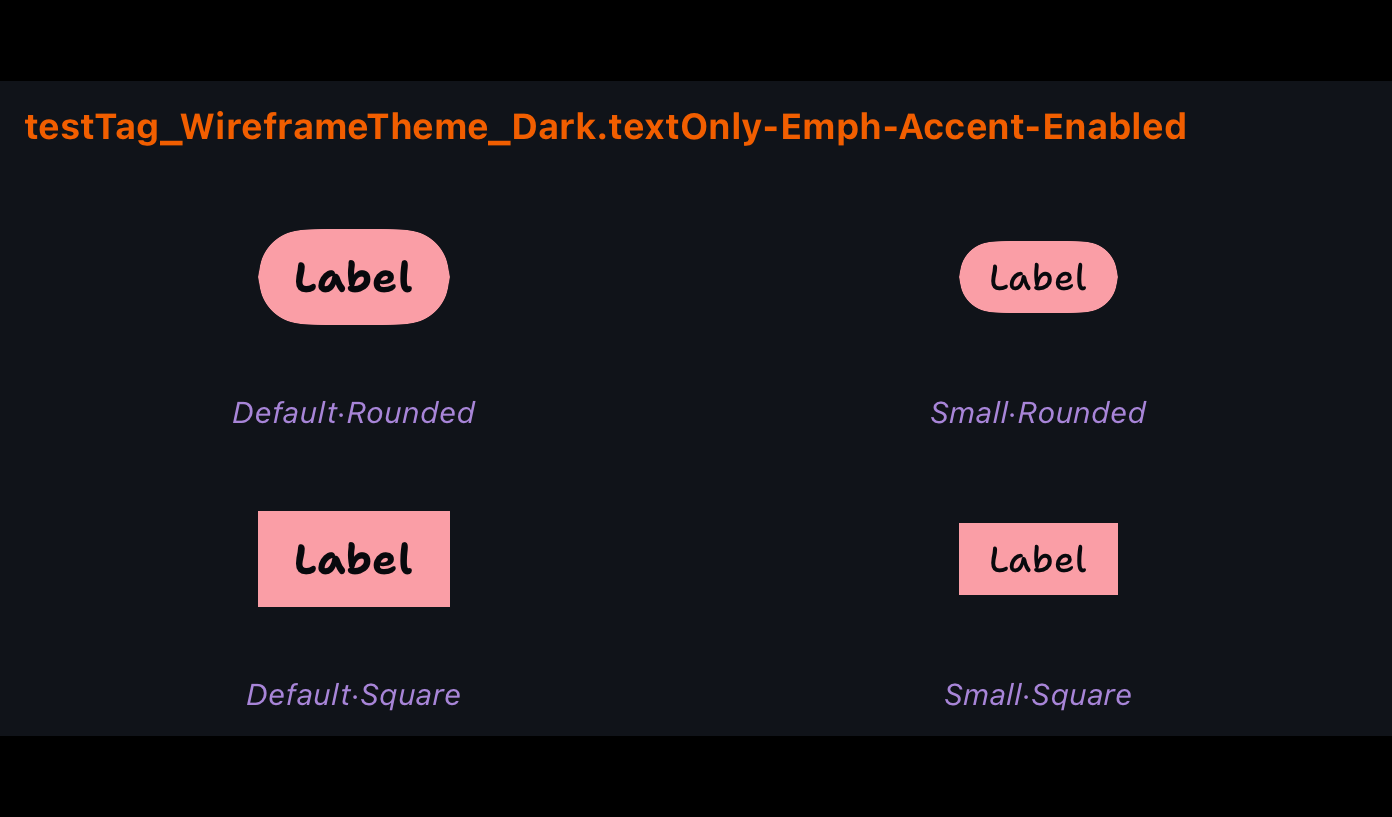 testTag_WireframeTheme_Dark.textOnly-Emph-Accent-Enabled
Label
Label
Default·Rounded
Small·Rounded
Label
Label
Default·Square
Small·Square